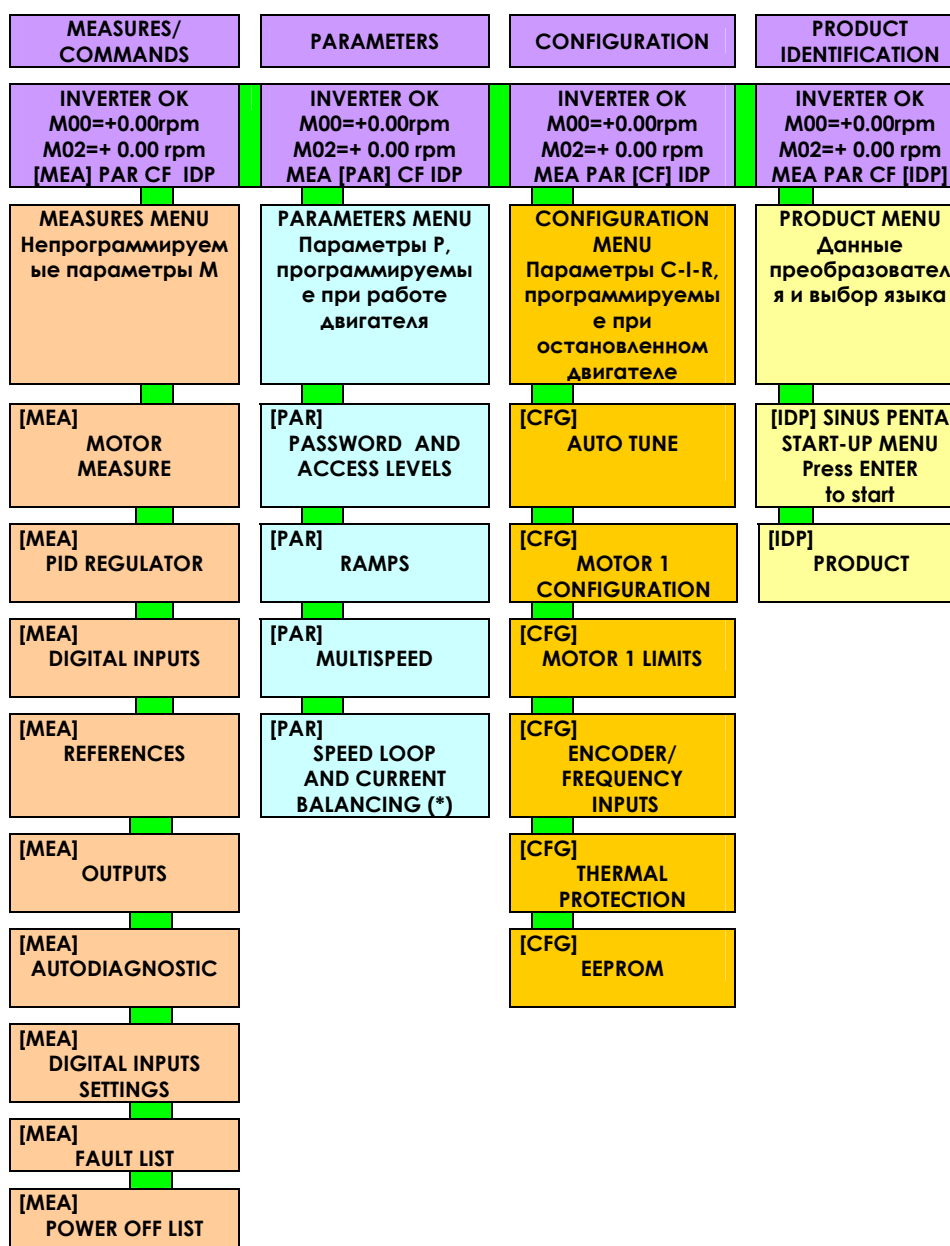 MEASURES/
COMMANDS
PARAMETERS
CONFIGURATION
PRODUCT
IDENTIFICATION
INVERTER OK
M00=+0.00rpm
M02=+ 0.00 rpm
[MEA] PAR CF IDP
INVERTER OK
M00=+0.00rpm
M02=+ 0.00 rpm
MEA [PAR] CF IDP
INVERTER OK
M00=+0.00rpm
M02=+ 0.00 rpm
MEA PAR [CF] IDP
INVERTER OK
M00=+0.00rpm
M02=+ 0.00 rpm
MEA PAR CF [IDP]
MEASURES MENU
Непрограммируем
ые параметры М
PARAMETERS MENU
Параметры Р,
программируемы
е при работе
двигателя
CONFIGURATION
MENU
Параметры C-I-R,
программируемы
е при
остановленном
двигателе
PRODUCT MENU
Данные
преобразовател
я и выбор языка
[MEA]
MOTOR
MEASURE
[PAR]
PASSWORD AND
ACCESS LEVELS
[CFG]
AUTO TUNE
[IDP] SINUS PENTA
START-UP MENU
Press ENTER
to start
[MEA]
PID REGULATOR
[PAR]
RAMPS
[CFG]
MOTOR 1
CONFIGURATION
[IDP]
PRODUCT
[MEA]
DIGITAL INPUTS
[PAR]
MULTISPEED
[CFG]
MOTOR 1 LIMITS
[MEA]
REFERENCES
[PAR]
SPEED LOOP
AND CURRENT
BALANCING (*)
[CFG]
ENCODER/
FREQUENCY
INPUTS
[MEA]
OUTPUTS
[CFG]
THERMAL
PROTECTION
[MEA]
AUTODIAGNOSTIC
[CFG]
EEPROM
[MEA]
DIGITAL INPUTS
SETTINGS
[MEA]
FAULT LIST
[MEA]
POWER OFF LIST